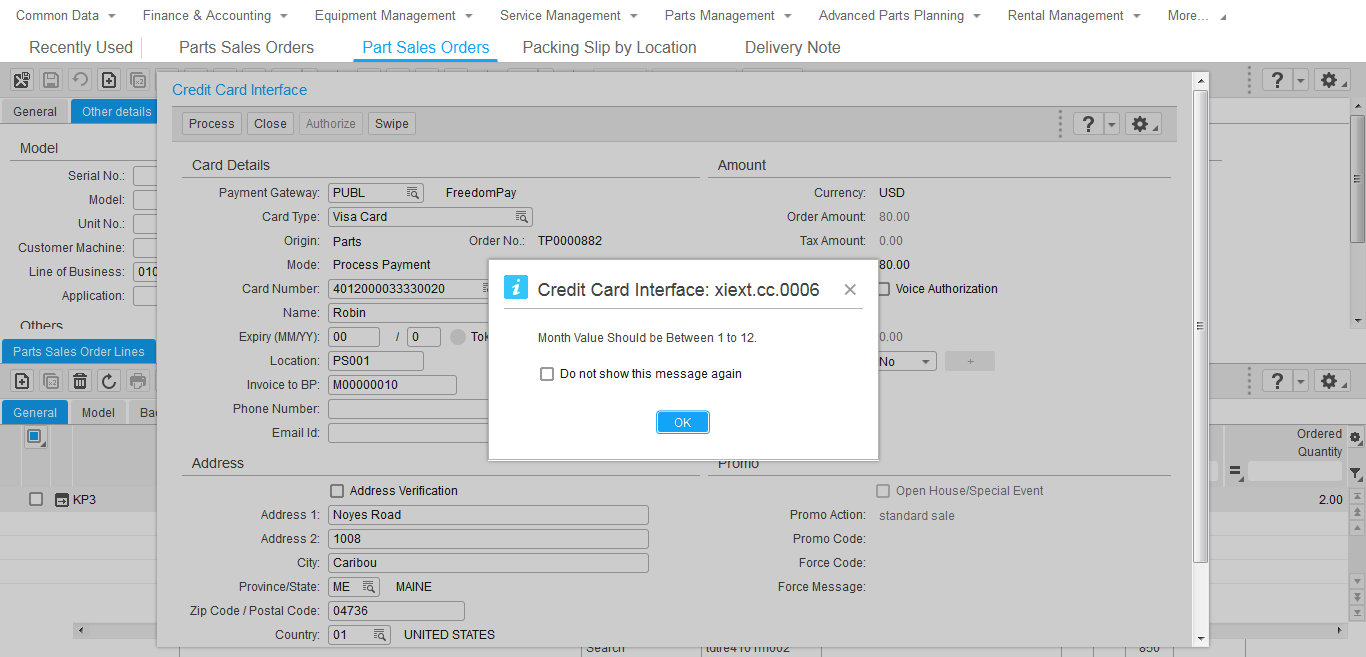 Common Data Finance & Accounting Equipment Management Service Management Parts Management Advanced Parts Planning Rental Management More...
Recently Used Parts Sales Orders Part Sales Orders Packing Slip by Location Delivery Note
Credit Card Interface
General Other details
Process Close Authorize Swipe
Model
Serial No.:
Model:
Unit No.:
Customer Machine:
Line of Business: 010
Application:
Others
Card Details Amount
Payment Gateway: PUBL FreedomPay Currency: USD
Card Type: Visa Card Order Amount: 80.00
Origin: Parts Order No.: TP0000882 Tax Amount: 0.00
Mode: Process Payment 80.00
Card Number: 4012000033330020 Voice Authorization
Name: Robin
Expiry (MM/YY): 00 / 0 Tok 0.00
Location: PS001 No +
Invoice to BP: M00000010
Phone Number:
Email Id:
Credit Card Interface: xiext.cc.0006
Month Value Should be Between 1 to 12.
Do not show this message again
OK
Parts Sales Order Lines
General Model Bac
Ordered
Quantity
KP3 2.00
Address Promo
Address Verification Open House/Special Event
Address 1: Noyes Road Promo Action: standard sale
Address 2: 1008 Promo Code:
City: Caribou Force Code:
Province/State: ME MAINE Force Message:
Zip Code / Postal Code: 04736
Country: 01 UNITED STATES
Search 850